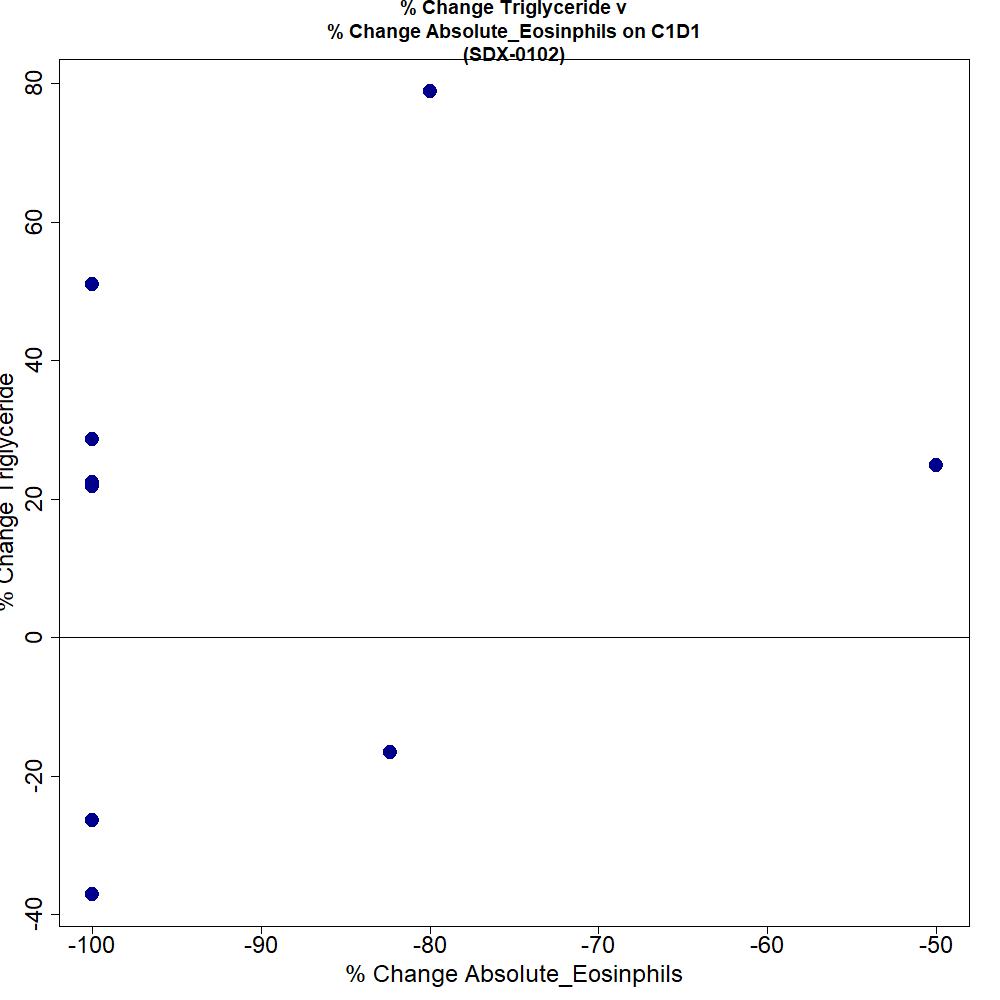 % Change Triglyceride v
% Change Absolute_Eosinphils on C1D1
(SDX-0102)
80
60
40
20
0
-20
-40
% Change Triglyceride
-100 -90 -80 -70 -60 -50
% Change Absolute_Eosinphils